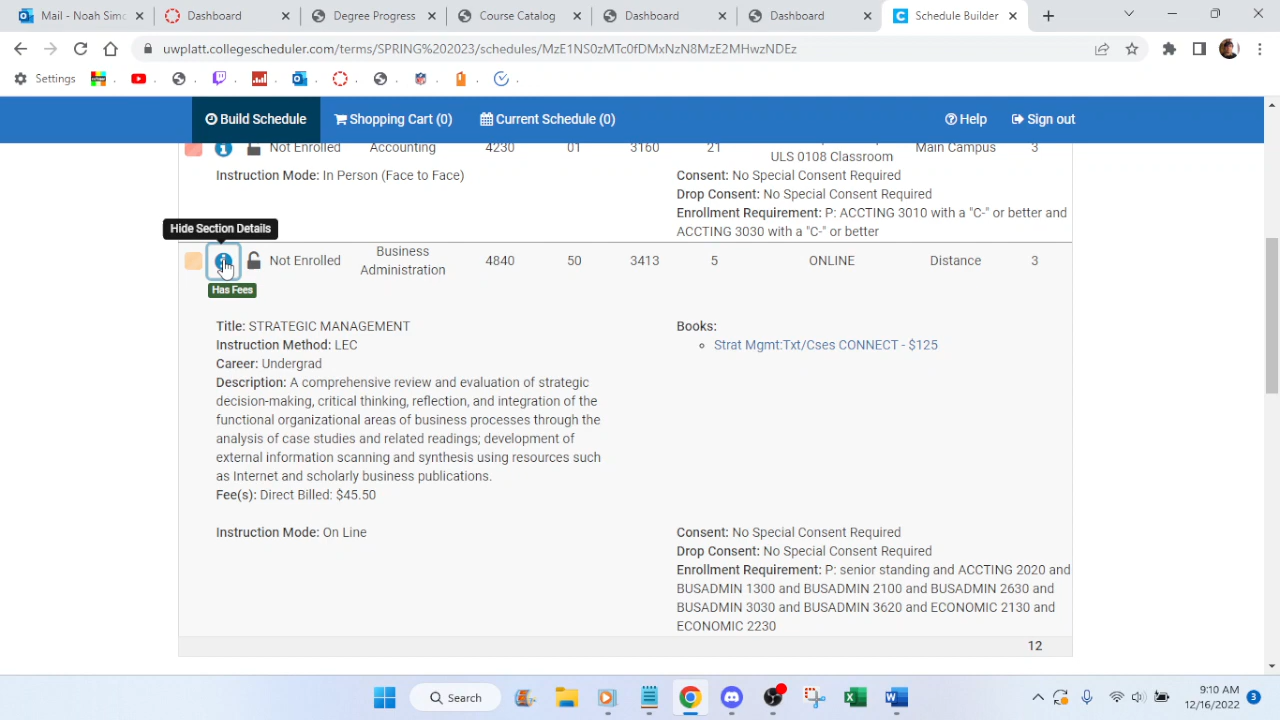 Mail - Noah Simo
Dashboard
Degree Progress
Course Catalog
Dashboard
Dashboard
Schedule Builder
uwplatt.collegescheduler.com/terms/SPRING%202023/schedules/MzE1NS0zMTc0fDMxNzN8MzE2MHwzNDEz
Settings
Build Schedule
Shopping Cart (0)
Current Schedule (0)
Help
Sign out
Not Enrolled Accounting 4230 01 3160 21 ULS 0108 Classroom Main Campus 3
Instruction Mode: In Person (Face to Face)
Consent: No Special Consent Required
Drop Consent: No Special Consent Required
Enrollment Requirement: P: ACCTING 3010 with a "C-" or better and
ACCTING 3030 with a "C-" or better
Hide Section Details
Not Enrolled Business Administration 4840 50 3413 5 ONLINE Distance 3
Has Fees
Title: STRATEGIC MANAGEMENT
Instruction Method: LEC
Career: Undergrad
Description: A comprehensive review and evaluation of strategic
decision-making, critical thinking, reflection, and integration of the
functional organizational areas of business processes through the
analysis of case studies and related readings; development of
external information scanning and synthesis using resources such
as Internet and scholarly business publications.
Fee(s): Direct Billed: $45.50
Books:
Strat Mgmt:Txt/Cses CONNECT - $125
Instruction Mode: On Line
Consent: No Special Consent Required
Drop Consent: No Special Consent Required
Enrollment Requirement: P: senior standing and ACCTING 2020 and
BUSADMIN 1300 and BUSADMIN 2100 and BUSADMIN 2630 and
BUSADMIN 3030 and BUSADMIN 3620 and ECONOMIC 2130 and
ECONOMIC 2230
12
Search
9:10 AM
12/16/2022
3